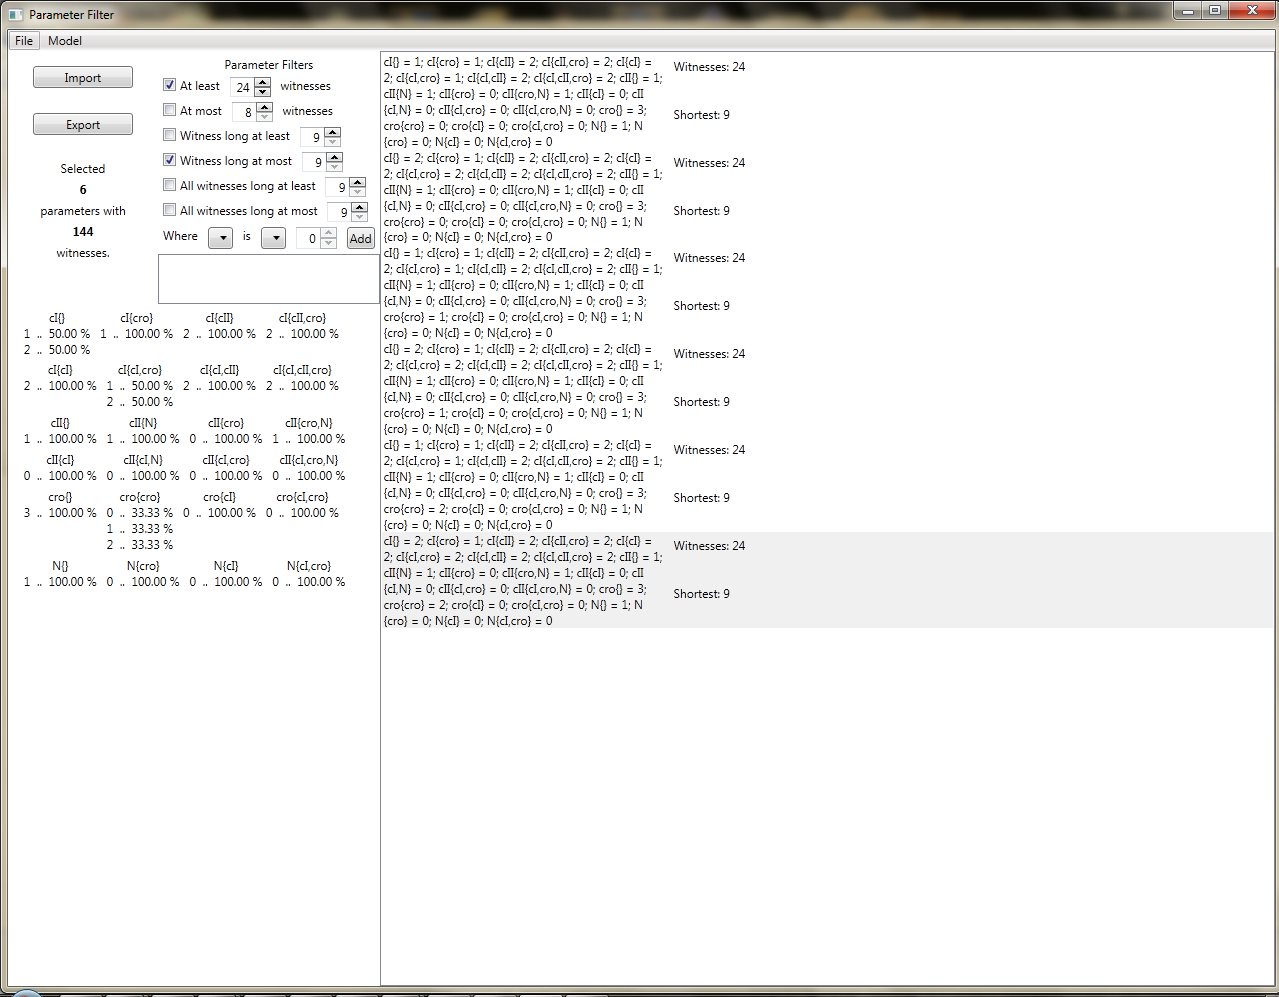 Parameter Filter
File Model
Import
Export
Selected
6
parameters with
144
witnesses.
Parameter Filters
At least 24 witnesses
At most 8 witnesses
Witness long at least 9
Witness long at most 9
All witnesses long at least 9
All witnesses long at most 9
Where is 0 Add
cI{} cI{cro} cI{cII} cI{cII,cro}
1 .. 50.00 % 1 .. 100.00 % 2 .. 100.00 % 2 .. 100.00 %
2 .. 50.00 %
cI{cI} cI{cI,cro} cI{cI,cII} cI{cI,cII,cro}
2 .. 100.00 % 1 .. 50.00 % 2 .. 100.00 % 2 .. 100.00 %
2 .. 50.00 %
cII{} cII{N} cII{cro} cII{cro,N}
1 .. 100.00 % 1 .. 100.00 % 0 .. 100.00 % 1 .. 100.00 %
cII{cI} cII{cI,N} cII{cI,cro} cII{cI,cro,N}
0 .. 100.00 % 0 .. 100.00 % 0 .. 100.00 % 0 .. 100.00 %
cro{} cro{cro} cro{cI} cro{cI,cro}
3 .. 100.00 % 0 .. 33.33 % 0 .. 100.00 % 0 .. 100.00 %
1 .. 33.33 %
2 .. 33.33 %
N{} N{cro} N{cI} N{cI,cro}
1 .. 100.00 % 0 .. 100.00 % 0 .. 100.00 % 0 .. 100.00 %
cI{} = 1; cI{cro} = 1; cI{cII} = 2; cI{cII,cro} = 2; cI{cI} =
2; cI{cI,cro} = 1; cI{cI,cII} = 2; cI{cI,cII,cro} = 2; cII{} = 1;
cII{N} = 1; cII{cro} = 0; cII{cro,N} = 1; cII{cI} = 0; cII
{cI,N} = 0; cII{cI,cro} = 0; cII{cI,cro,N} = 0; cro{} = 3;
cro{cro} = 0; cro{cI} = 0; cro{cI,cro} = 0; N{} = 1; N
{cro} = 0; N{cI} = 0; N{cI,cro} = 0
Witnesses: 24
Shortest: 9
cI{} = 2; cI{cro} = 1; cI{cII} = 2; cI{cII,cro} = 2; cI{cI} =
2; cI{cI,cro} = 2; cI{cI,cII} = 2; cI{cI,cII,cro} = 2; cII{} = 1;
cII{N} = 1; cII{cro} = 0; cII{cro,N} = 1; cII{cI} = 0; cII
{cI,N} = 0; cII{cI,cro} = 0; cII{cI,cro,N} = 0; cro{} = 3;
cro{cro} = 0; cro{cI} = 0; cro{cI,cro} = 0; N{} = 1; N
{cro} = 0; N{cI} = 0; N{cI,cro} = 0
Witnesses: 24
Shortest: 9
cI{} = 1; cI{cro} = 1; cI{cII} = 2; cI{cII,cro} = 2; cI{cI} =
2; cI{cI,cro} = 1; cI{cI,cII} = 2; cI{cI,cII,cro} = 2; cII{} = 1;
cII{N} = 1; cII{cro} = 0; cII{cro,N} = 1; cII{cI} = 0; cII
{cI,N} = 0; cII{cI,cro} = 0; cII{cI,cro,N} = 0; cro{} = 3;
cro{cro} = 1; cro{cI} = 0; cro{cI,cro} = 0; N{} = 1; N
{cro} = 0; N{cI} = 0; N{cI,cro} = 0
Witnesses: 24
Shortest: 9
cI{} = 2; cI{cro} = 1; cI{cII} = 2; cI{cII,cro} = 2; cI{cI} =
2; cI{cI,cro} = 2; cI{cI,cII} = 2; cI{cI,cII,cro} = 2; cII{} = 1;
cII{N} = 1; cII{cro} = 0; cII{cro,N} = 1; cII{cI} = 0; cII
{cI,N} = 0; cII{cI,cro} = 0; cII{cI,cro,N} = 0; cro{} = 3;
cro{cro} = 1; cro{cI} = 0; cro{cI,cro} = 0; N{} = 1; N
{cro} = 0; N{cI} = 0; N{cI,cro} = 0
Witnesses: 24
Shortest: 9
cI{} = 1; cI{cro} = 1; cI{cII} = 2; cI{cII,cro} = 2; cI{cI} =
2; cI{cI,cro} = 1; cI{cI,cII} = 2; cI{cI,cII,cro} = 2; cII{} = 1;
cII{N} = 1; cII{cro} = 0; cII{cro,N} = 1; cII{cI} = 0; cII
{cI,N} = 0; cII{cI,cro} = 0; cII{cI,cro,N} = 0; cro{} = 3;
cro{cro} = 2; cro{cI} = 0; cro{cI,cro} = 0; N{} = 1; N
{cro} = 0; N{cI} = 0; N{cI,cro} = 0
Witnesses: 24
Shortest: 9
cI{} = 2; cI{cro} = 1; cI{cII} = 2; cI{cII,cro} = 2; cI{cI} =
2; cI{cI,cro} = 2; cI{cI,cII} = 2; cI{cI,cII,cro} = 2; cII{} = 1;
cII{N} = 1; cII{cro} = 0; cII{cro,N} = 1; cII{cI} = 0; cII
{cI,N} = 0; cII{cI,cro} = 0; cII{cI,cro,N} = 0; cro{} = 3;
cro{cro} = 2; cro{cI} = 0; cro{cI,cro} = 0; N{} = 1; N
{cro} = 0; N{cI} = 0; N{cI,cro} = 0
Witnesses: 24
Shortest: 9